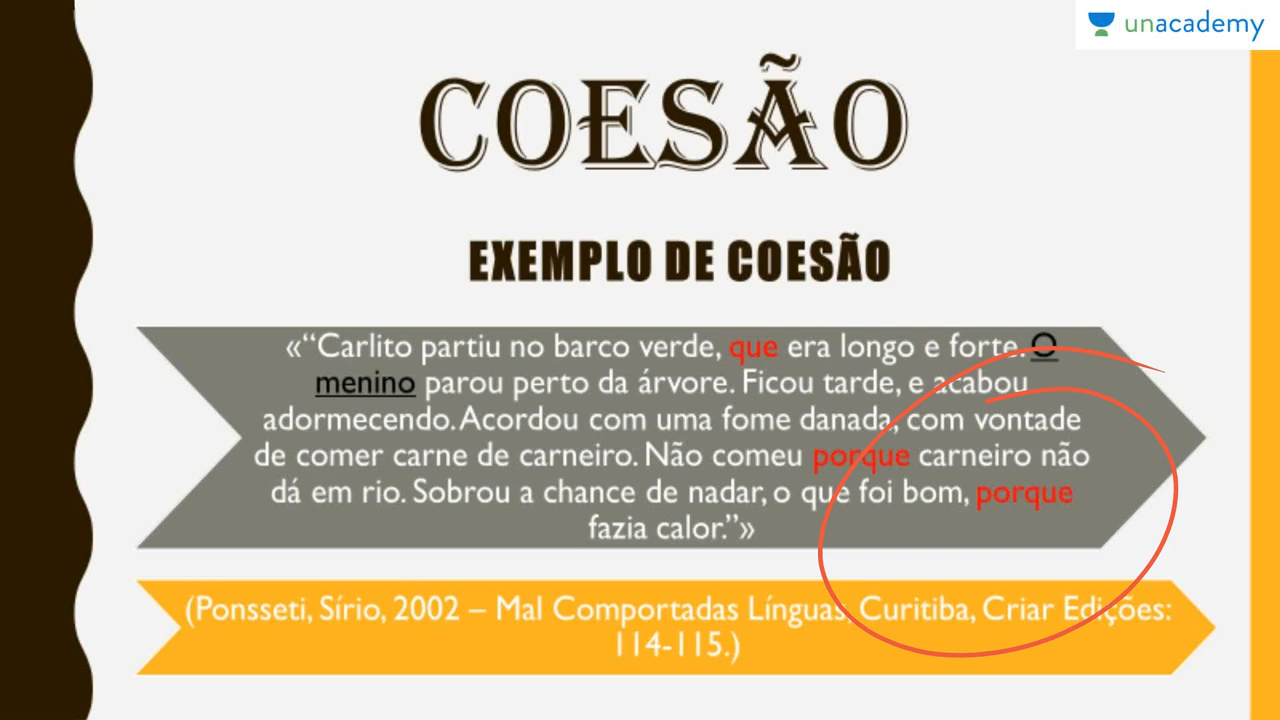 unacademy
COESÃO
EXEMPLO DE COESÃO
«“Carlito partiu no barco verde, que era longo e forte. O
menino parou perto da árvore. Ficou tarde, e acabou
adormecendo. Acordou com uma fome danada, com vontade
de comer carne de carneiro. Não comeu porque carneiro não
dá em rio. Sobrou a chance de nadar, o que foi bom, porque
fazia calor.”»
(Ponsseti, Sírio, 2002 – Mal Comportadas Línguas, Curitiba, Criar Edições:
114-115.)